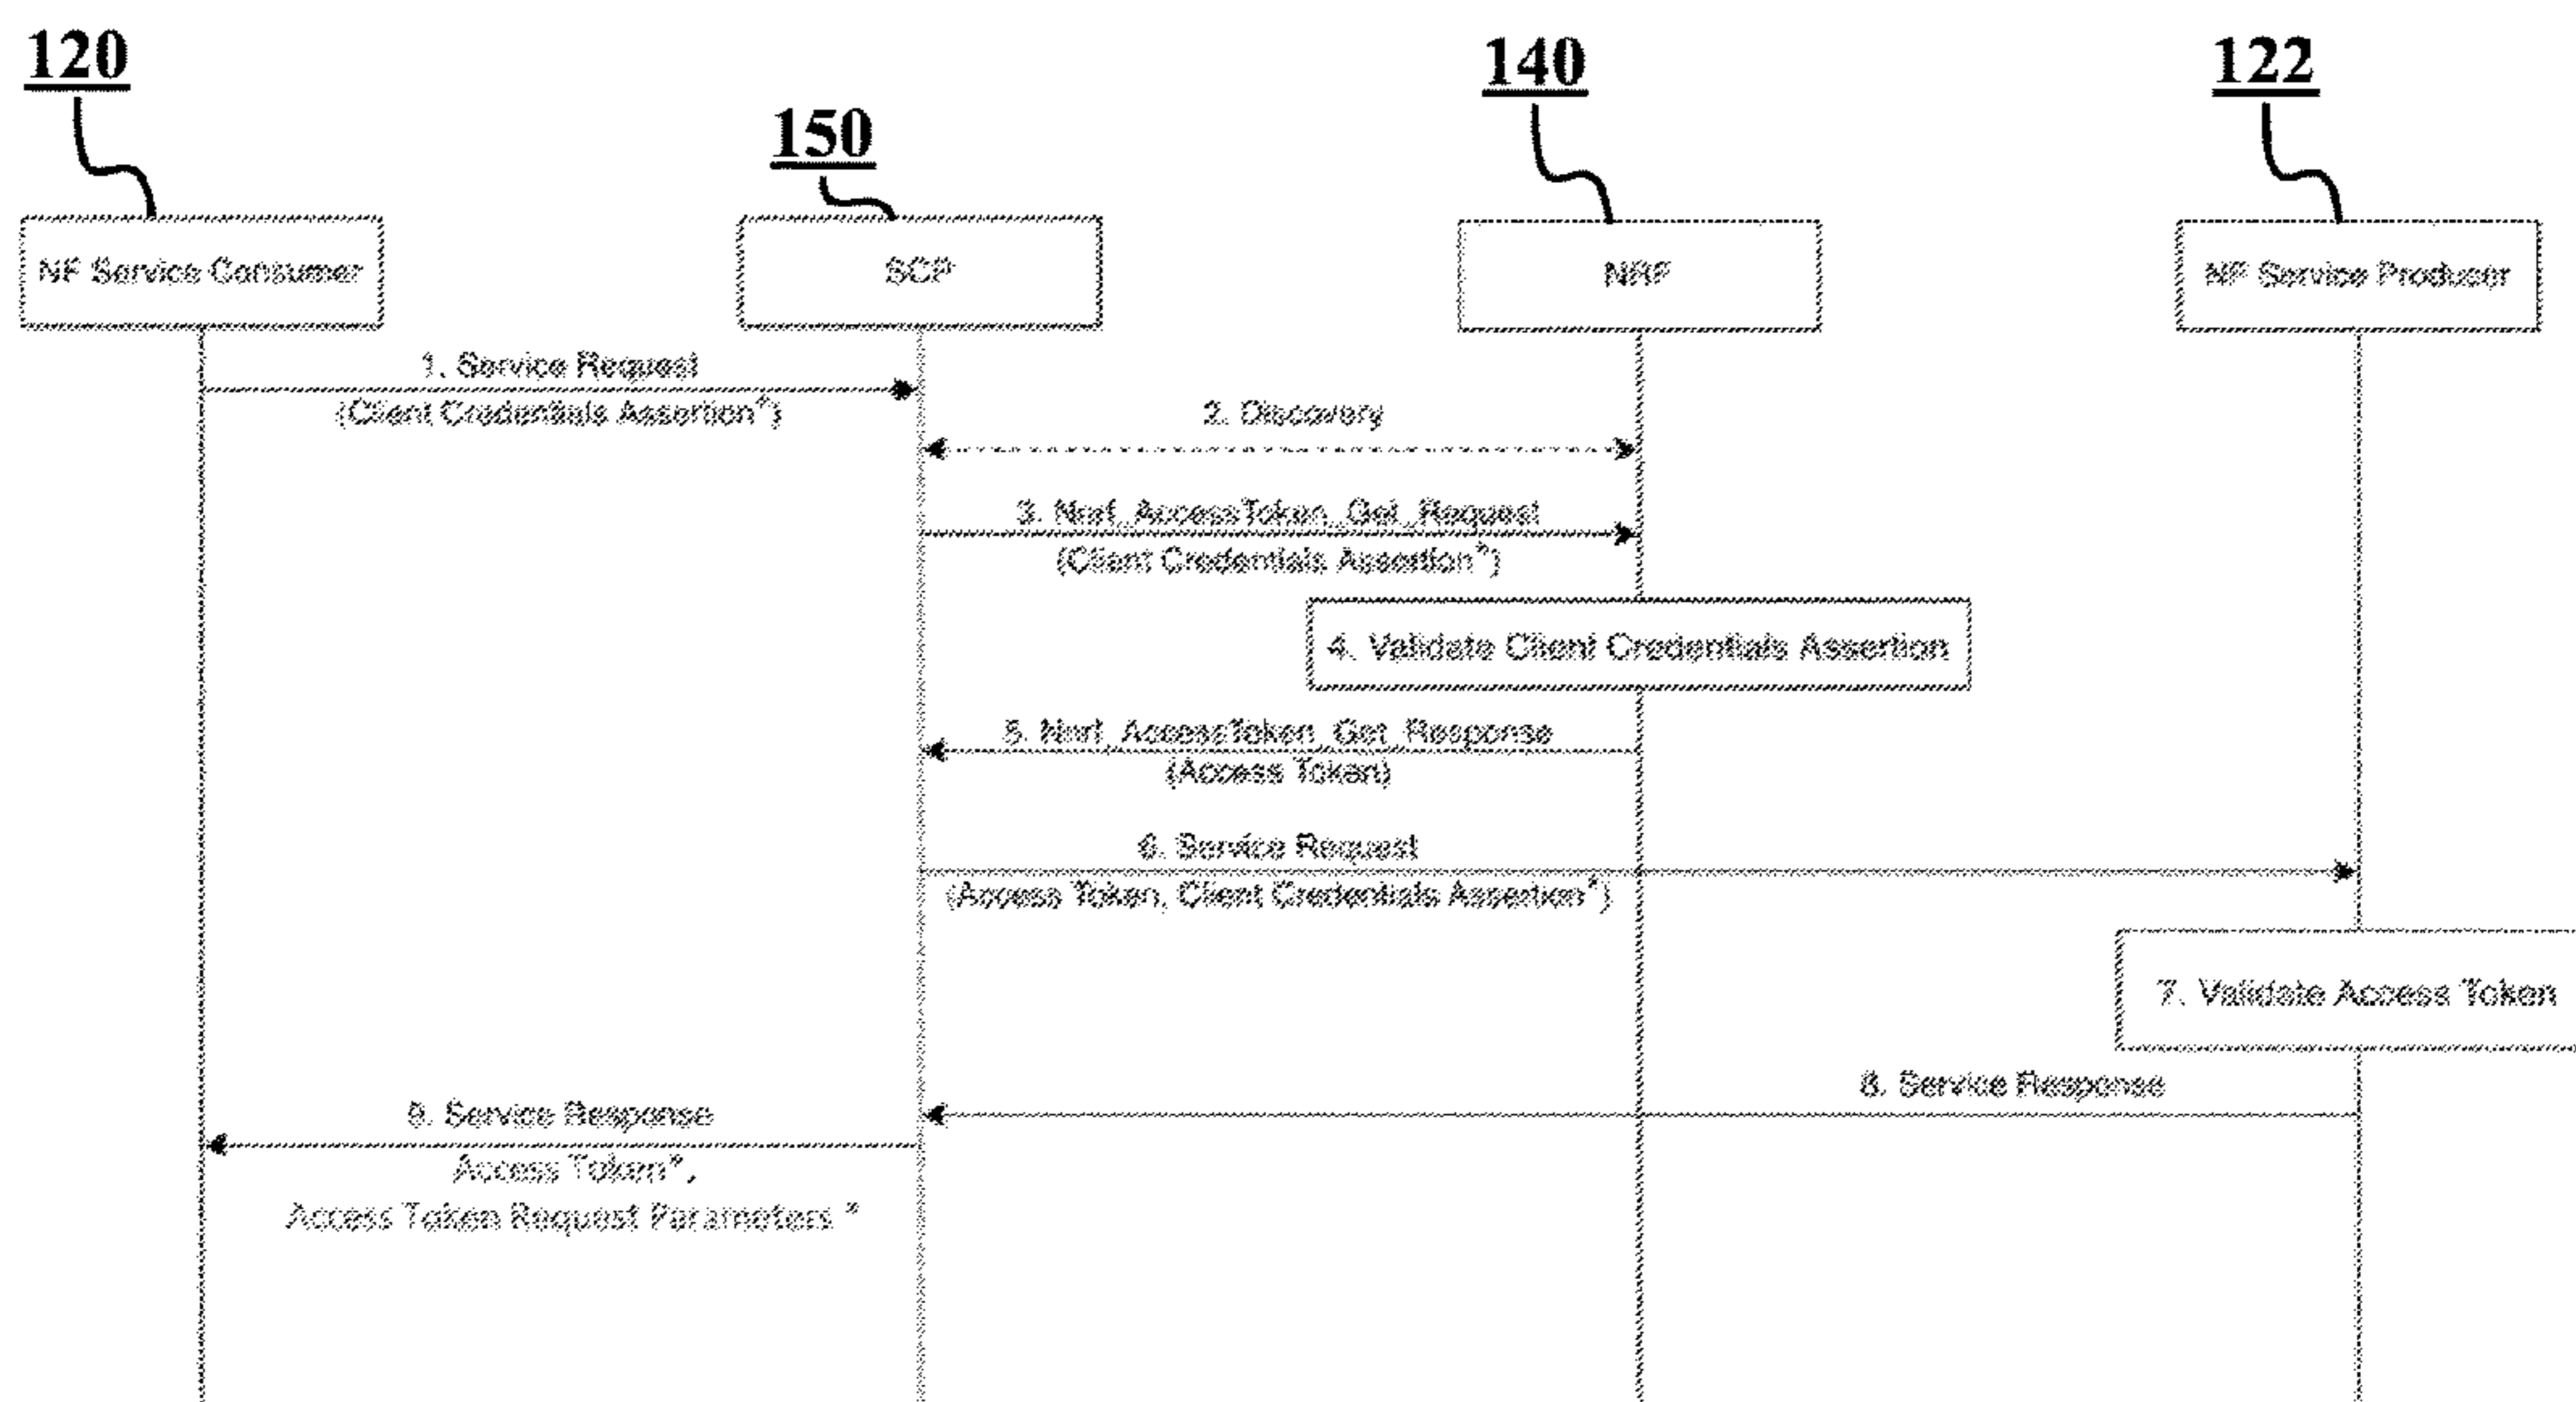 120
150
140
122
NF Service Consumer
SCP
NRF
NF Service Producer
1. Service Request
(Client Credentials Assertion*)
2. Discovery
3. Nnrf_AccessToken_Get_Request
(Client Credentials Assertion*)
4. Validate Client Credentials Assertion
5. Nnrf_AccessToken_Get_Response
(Access Token)
6. Service Request
(Access Token, Client Credentials Assertion*)
7. Validate Access Token
8. Service Response
9. Service Response
Access Token*,
Access Token Request Parameters *